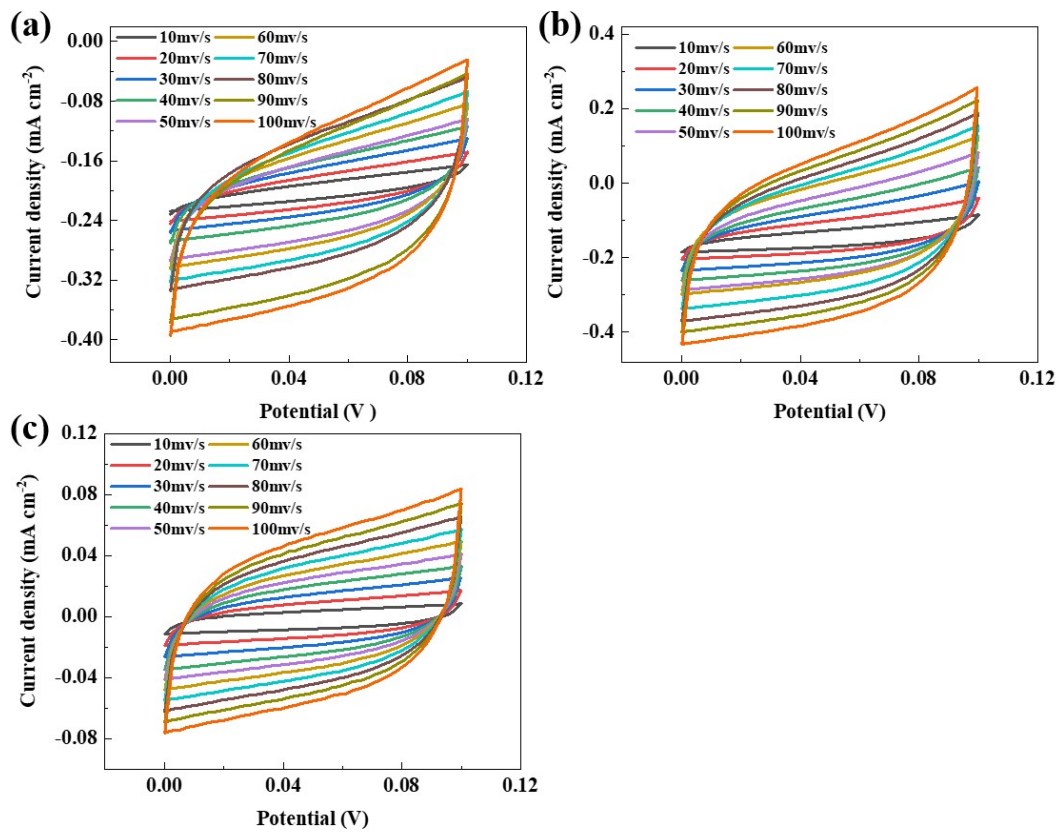 (a)
0.00
-0.08
-0.16
-0.24
-0.32
-0.40
Current density (mA cm-2)
10mv/s 60mv/s
20mv/s 70mv/s
30mv/s 80mv/s
40mv/s 90mv/s
50mv/s 100mv/s
0.00 0.04 0.08 0.12
Potential (V )
(b)
0.4
0.2
0.0
-0.2
-0.4
Current density (mA cm-2)
10mv/s 60mv/s
20mv/s 70mv/s
30mv/s 80mv/s
40mv/s 90mv/s
50mv/s 100mv/s
0.00 0.04 0.08 0.12
Potential (V)
(c)
0.12
0.08
0.04
0.00
-0.04
-0.08
Current density (mA cm-2)
10mv/s 60mv/s
20mv/s 70mv/s
30mv/s 80mv/s
40mv/s 90mv/s
50mv/s 100mv/s
0.00 0.04 0.08 0.12
Potential (V)